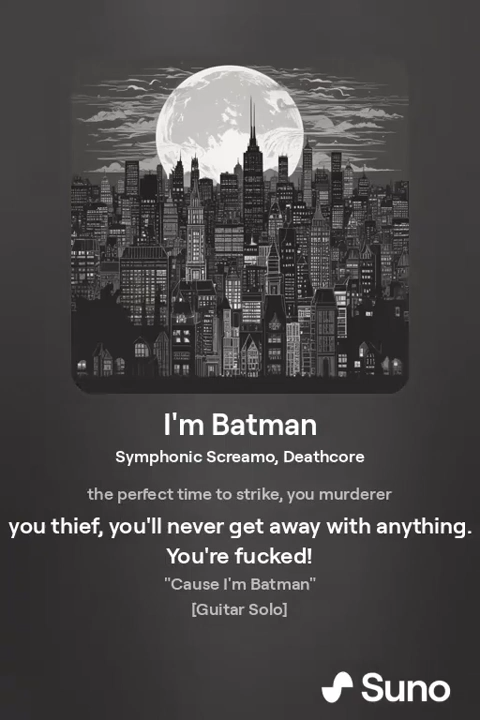 I'm Batman
Symphonic Screamo, Deathcore
the perfect time to strike, you murderer
you thief, you'll never get away with anything.
You're fucked!
"Cause I'm Batman"
[Guitar Solo]
Suno